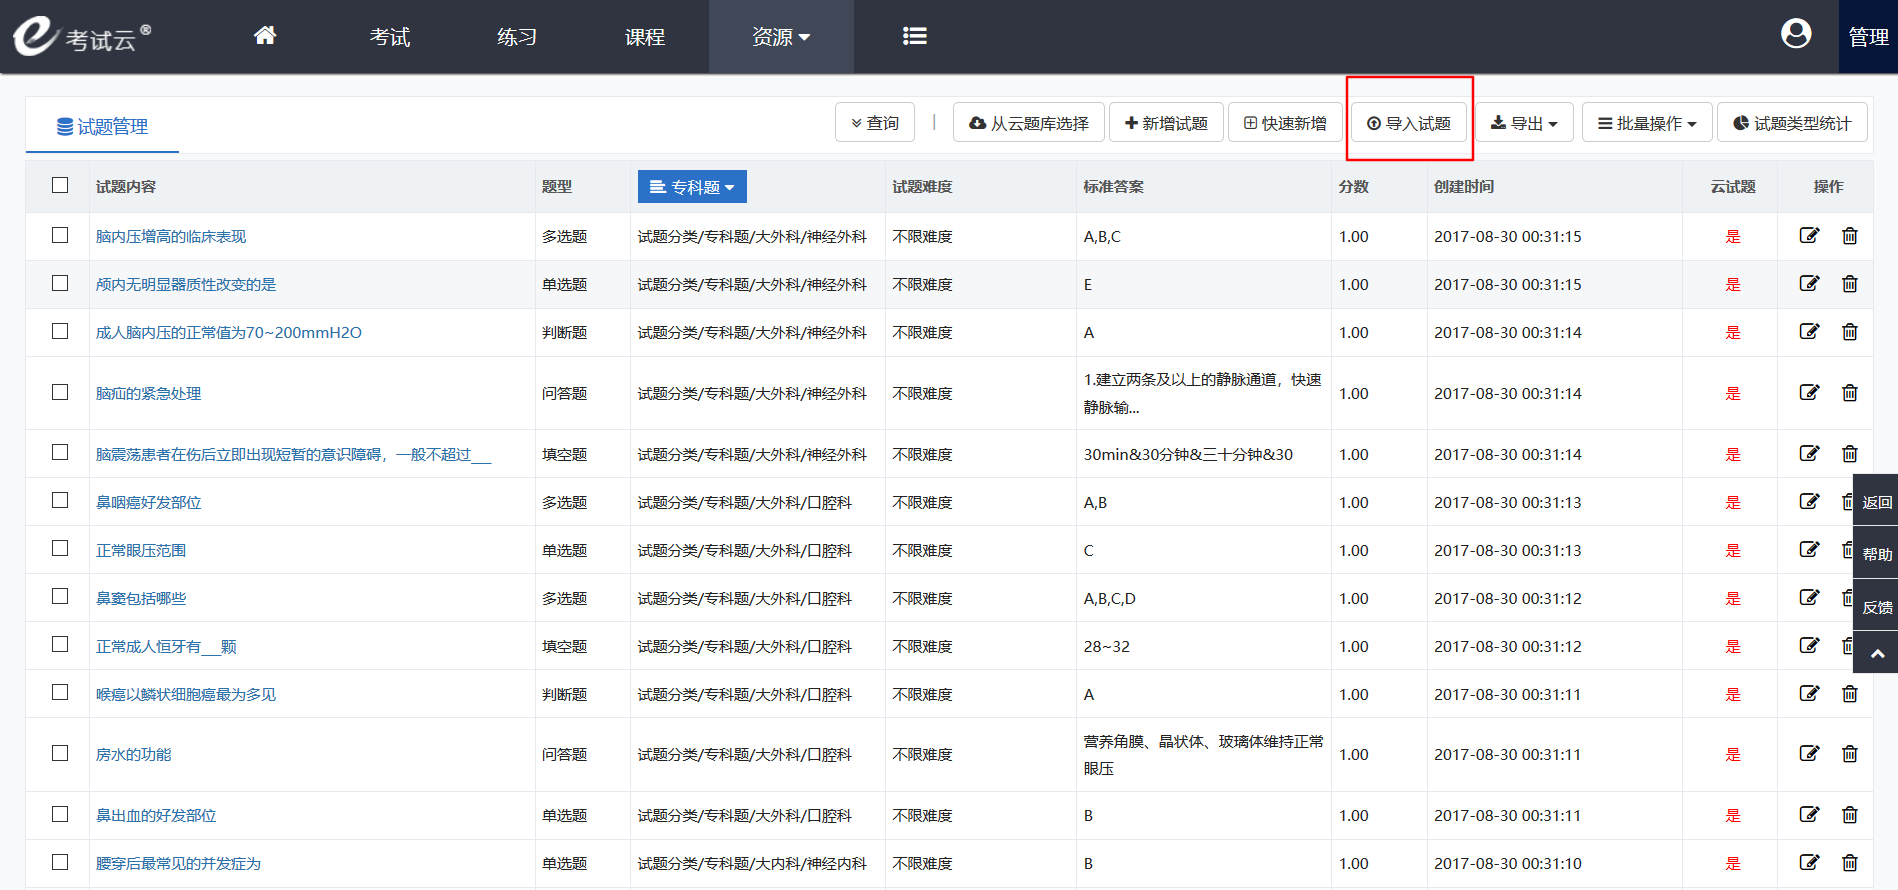 考试云® 考试 练习 课程 资源 管理
试题管理 查询 | 从云题库选择 新增试题 快速新增 导入试题 导出 批量操作 试题类型统计
试题内容 题型 专科题 试题难度 标准答案 分数 创建时间 云试题 操作
脑内压增高的临床表现 多选题 试题分类/专科题/大外科/神经外科 不限难度 A,B,C 1.00 2017-08-30 00:31:15 是
颅内无明显器质性改变的是 单选题 试题分类/专科题/大外科/神经外科 不限难度 E 1.00 2017-08-30 00:31:15 是
成人脑内压的正常值为70~200mmH2O 判断题 试题分类/专科题/大外科/神经外科 不限难度 A 1.00 2017-08-30 00:31:14 是
脑疝的紧急处理 问答题 试题分类/专科题/大外科/神经外科 不限难度 1.建立两条及以上的静脉通道，快速 1.00 2017-08-30 00:31:14 是
静脉输...
脑震荡患者在伤后立即出现短暂的意识障碍，一般不超过___ 填空题 试题分类/专科题/大外科/神经外科 不限难度 30min&30分钟&三十分钟&30 1.00 2017-08-30 00:31:14 是
鼻咽癌好发部位 多选题 试题分类/专科题/大外科/口腔科 不限难度 A,B 1.00 2017-08-30 00:31:13 是 返回
正常眼压范围 单选题 试题分类/专科题/大外科/口腔科 不限难度 C 1.00 2017-08-30 00:31:13 是 帮助
鼻窦包括哪些 多选题 试题分类/专科题/大外科/口腔科 不限难度 A,B,C,D 1.00 2017-08-30 00:31:12 是 反馈
正常成人恒牙有___颗 填空题 试题分类/专科题/大外科/口腔科 不限难度 28~32 1.00 2017-08-30 00:31:12 是
喉癌以鳞状细胞癌最为多见 判断题 试题分类/专科题/大外科/口腔科 不限难度 A 1.00 2017-08-30 00:31:11 是
房水的功能 问答题 试题分类/专科题/大外科/口腔科 不限难度 营养角膜、晶状体、玻璃体维持正常 1.00 2017-08-30 00:31:11 是
眼压
鼻出血的好发部位 单选题 试题分类/专科题/大外科/口腔科 不限难度 B 1.00 2017-08-30 00:31:11 是
腰穿后最常见的并发症为 单选题 试题分类/专科题/大内科/神经内科 不限难度 B 1.00 2017-08-30 00:31:10 是